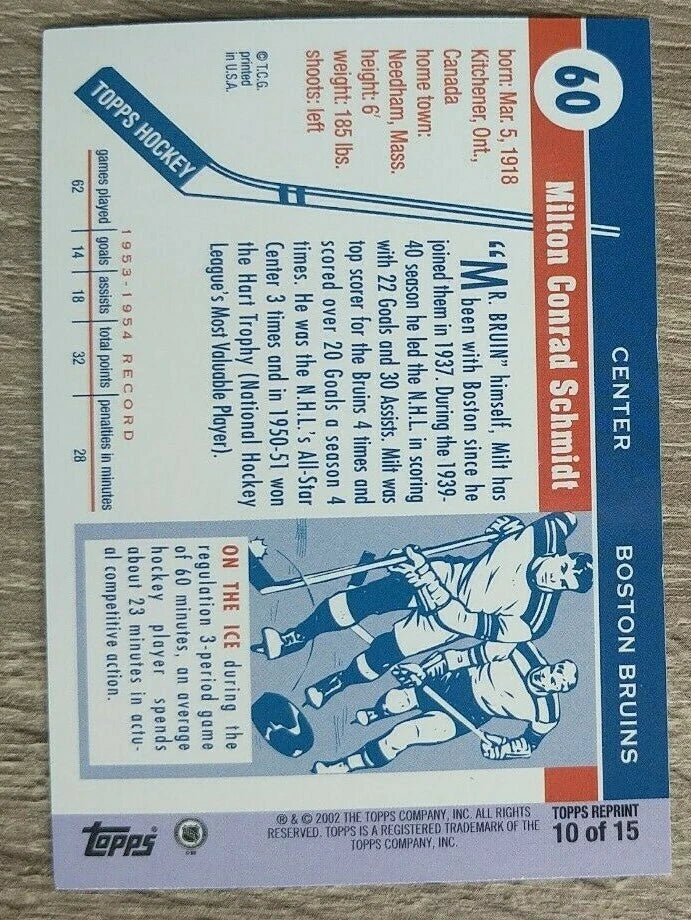 60
CENTER
BOSTON BRUINS
Milton Conrad Schmidt
born: Mar. 5, 1918
Kitchener, Ont.,
Canada
home town:
Needham, Mass.
height: 6'
weight: 185 lbs.
shoots: left
© T.C.G.
printed
in U.S.A.
TOPPS HOCKEY
"MR. BRUIN" himself, Milt has
been with Boston since he
joined them in 1937. During the 1939-
40 season he led the N.H.L. in scoring
with 22 Goals and 30 Assists. Milt was
top scorer for the Bruins 4 times and
scored over 20 Goals a season 4
times. He was the N.H.L.'s All-Star
Center 3 times and in 1950-51 won
the Hart Trophy (National Hockey
League's Most Valuable Player).
1953-1954 RECORD
games played goals assists total points penalties in minutes
62 14 18 32 28
ON THE ICE during the
regulation 3-period game
of 60 minutes, an average
hockey player spends
about 23 minutes in actu-
al competitive action.
TOPPS REPRINT
10 of 15
® & © 2002 THE TOPPS COMPANY, INC. ALL RIGHTS
RESERVED. TOPPS IS A REGISTERED TRADEMARK OF THE
TOPPS COMPANY, INC.
NHL
topps®